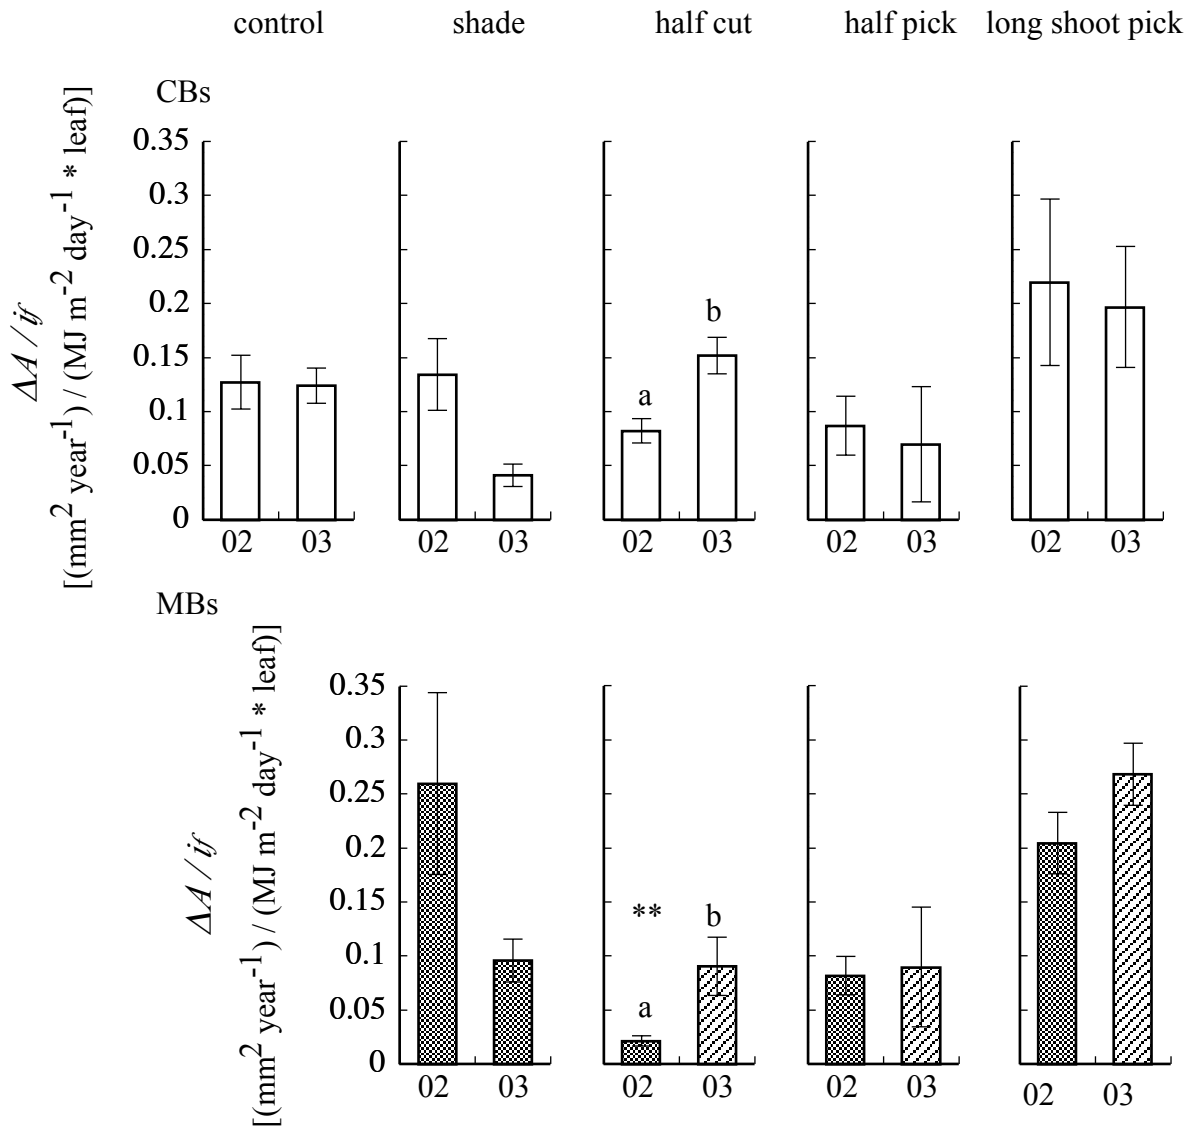 control shade half cut half pick long shoot pick
CBs
ΔA / if
[(mm2 year-1) / (MJ m-2 day-1 * leaf)]
0.35
0.3
0.25
0.2
0.15
0.1
0.05
0
a b
02 03 02 03 02 03 02 03 02 03
MBs
ΔA / if
[(mm2 year-1) / (MJ m-2 day-1 * leaf)]
0.35
0.3
0.25
0.2
0.15
0.1
0.05
0
** b
a
02 03 02 03 02 03 02 03